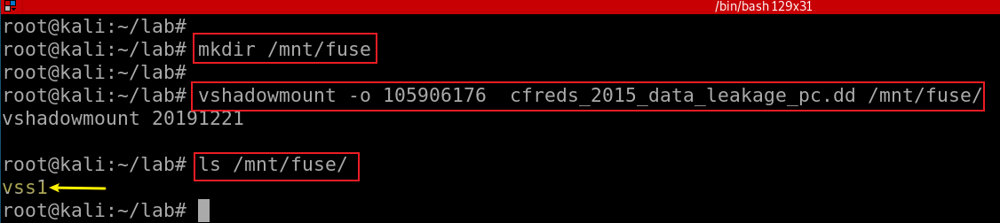 /bin/bash 129x31
root@kali:~/lab#
root@kali:~/lab# mkdir /mnt/fuse
root@kali:~/lab#
root@kali:~/lab# vshadowmount -o 105906176  cfreds_2015_data_leakage_pc.dd /mnt/fuse/
vshadowmount 20191221
root@kali:~/lab# ls /mnt/fuse/
vss1
root@kali:~/lab#